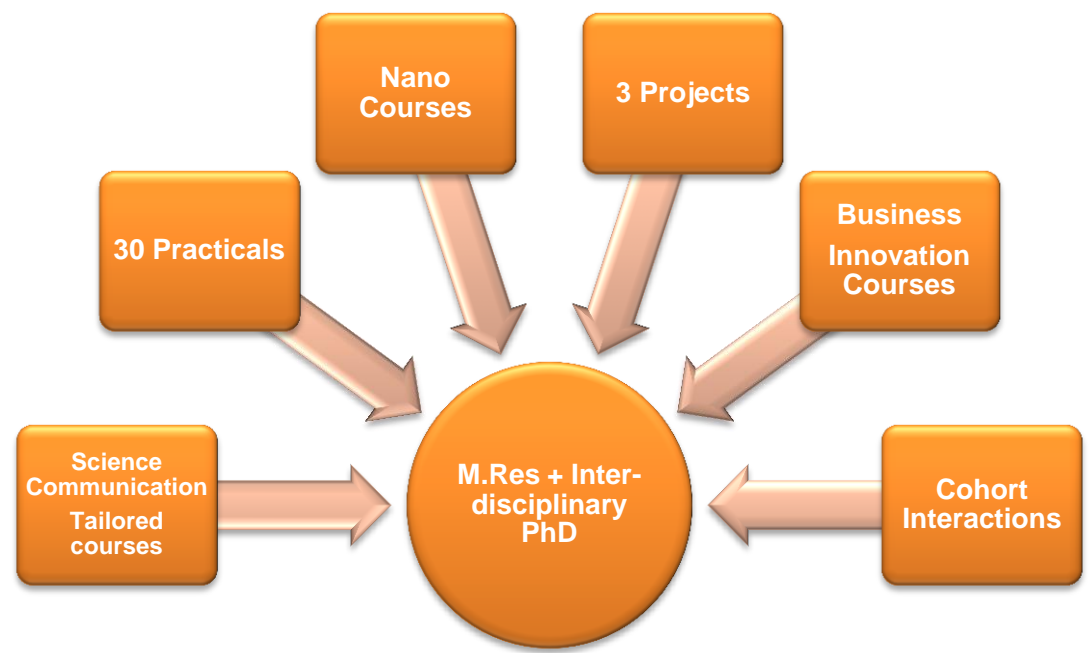 Nano
Courses
3 Projects
30 Practicals
Business
Innovation
Courses
Science
Communication
Tailored
courses
M.Res + Inter-
disciplinary
PhD
Cohort
Interactions